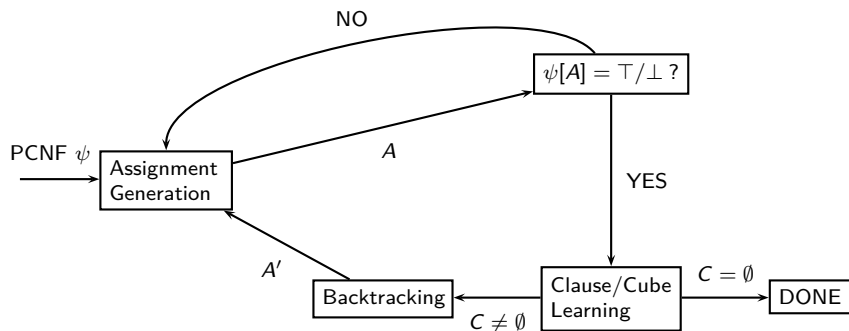 NO
ψ[A] = ⊤/⊥ ?
PCNF ψ
Assignment
Generation
A
YES
A′
Backtracking
C ≠ ∅
Clause/Cube
Learning
C = ∅
DONE